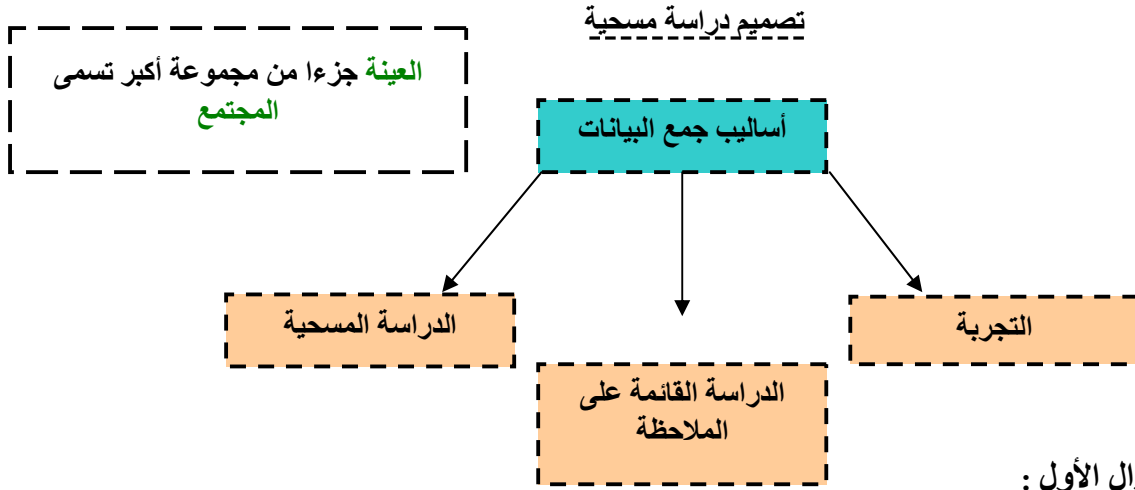 تصميم دراسة مسحية
العينة جزءا من مجموعة أكبر تسمى
المجتمع
أساليب جمع البيانات
التجربة
الدراسة المسحية
الدراسة القائمة على
الملاحظة
الأول :